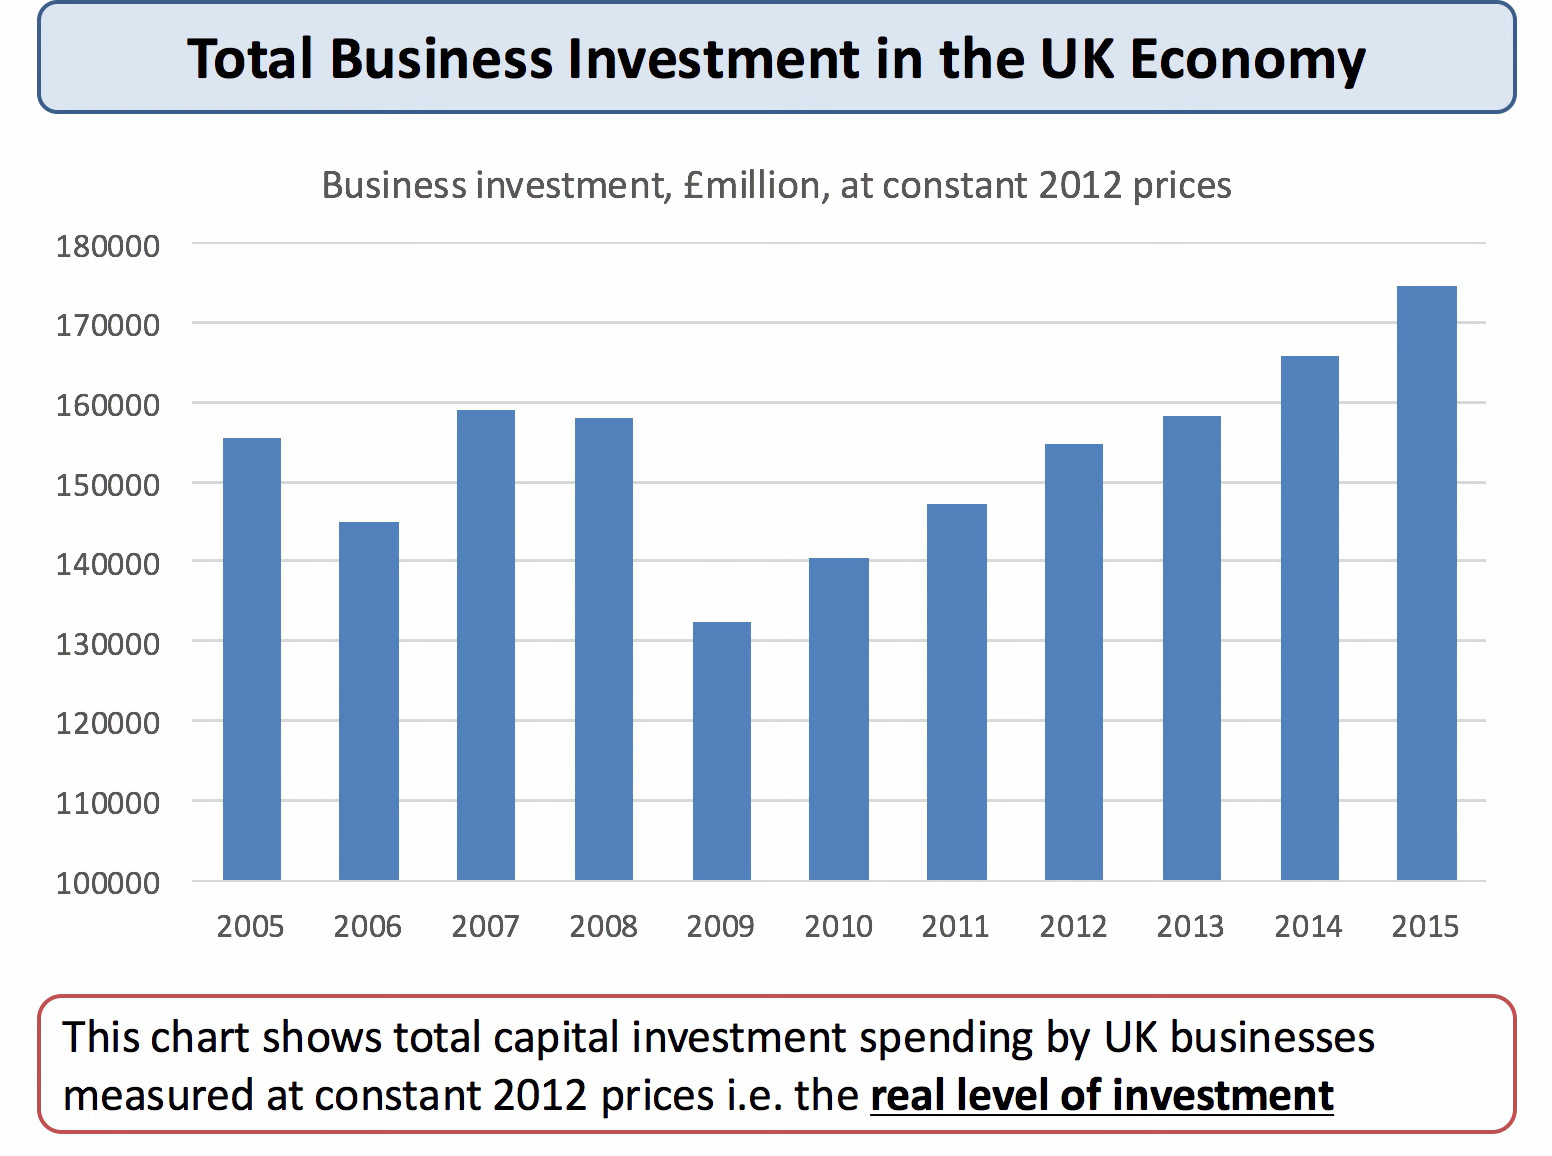 Total Business Investment in the UK Economy
Business investment, £million, at constant 2012 prices
180000
170000
160000
150000
140000
130000
120000
110000
100000
2005 2006 2007 2008 2009 2010 2011 2012 2013 2014 2015
This chart shows total capital investment spending by UK businesses
measured at constant 2012 prices i.e. the real level of investment